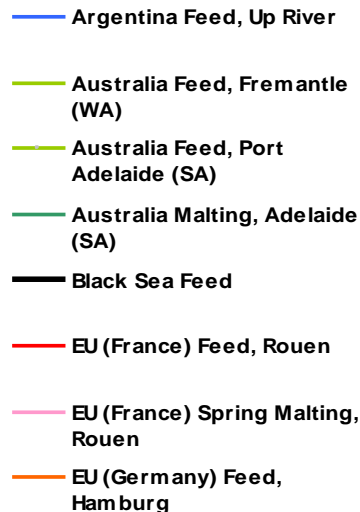 Argentina Feed, Up River
Australia Feed, Fremantle
(WA)
Australia Feed, Port
Adelaide (SA)
Australia Malting, Adelaide
(SA)
Black Sea Feed
EU (France) Feed, Rouen
EU (France) Spring Malting,
Rouen
EU (Germany) Feed,
Hamburg